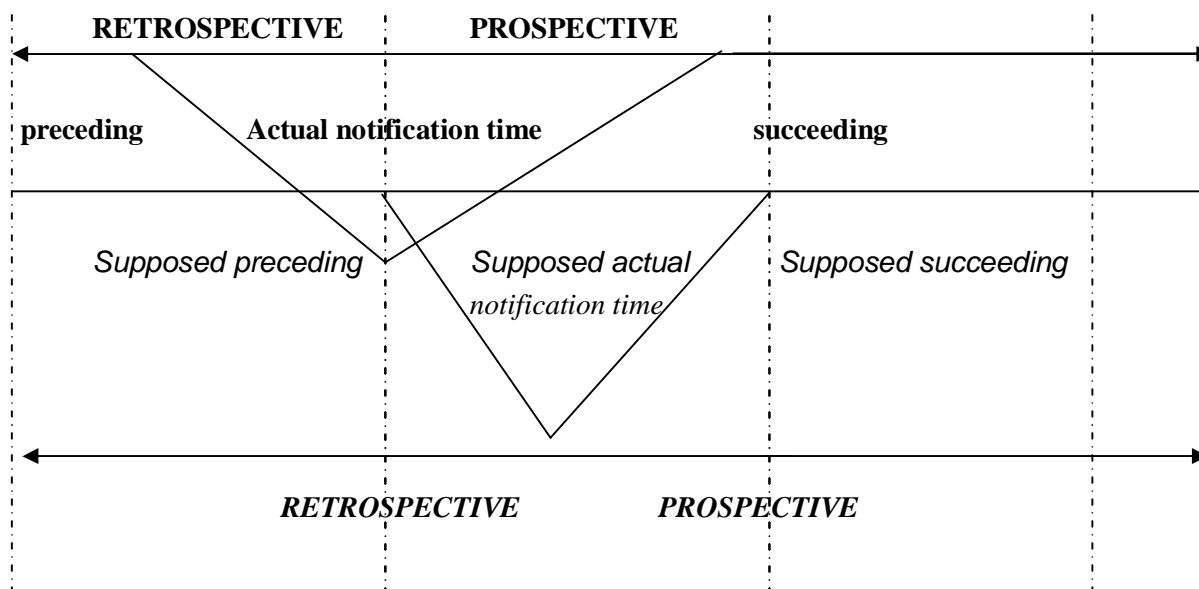 RETROSPECTIVE PROSPECTIVE
preceding Actual notification time succeeding
Supposed preceding Supposed actual Supposed succeeding
notification time
RETROSPECTIVE PROSPECTIVE